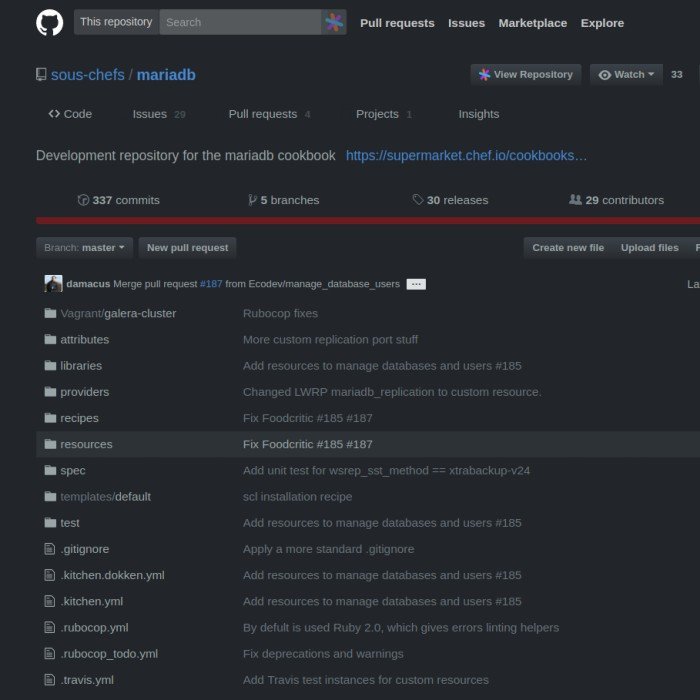 This repository Search Pull requests Issues Marketplace Explore
sous-chefs / mariadb View Repository Watch 33
Code Issues 29 Pull requests 4 Projects 1 Insights
Development repository for the mariadb cookbook https://supermarket.chef.io/cookbooks…
337 commits 5 branches 30 releases 29 contributors
Branch: master New pull request Create new file Upload files F
damacus Merge pull request #187 from Ecodev/manage_database_users … La
Vagrant/galera-cluster Rubocop fixes
attributes More custom replication port stuff
libraries Add resources to manage databases and users #185
providers Changed LWRP mariadb_replication to custom resource.
recipes Fix Foodcritic #185 #187
resources Fix Foodcritic #185 #187
spec Add unit test for wsrep_sst_method == xtrabackup-v24
templates/default scl installation recipe
test Add resources to manage databases and users #185
.gitignore Apply a more standard .gitignore
.kitchen.dokken.yml Add resources to manage databases and users #185
.kitchen.yml Add resources to manage databases and users #185
.rubocop.yml By defult is used Ruby 2.0, which gives errors linting helpers
.rubocop_todo.yml Fix deprecations and warnings
.travis.yml Add Travis test instances for custom resources